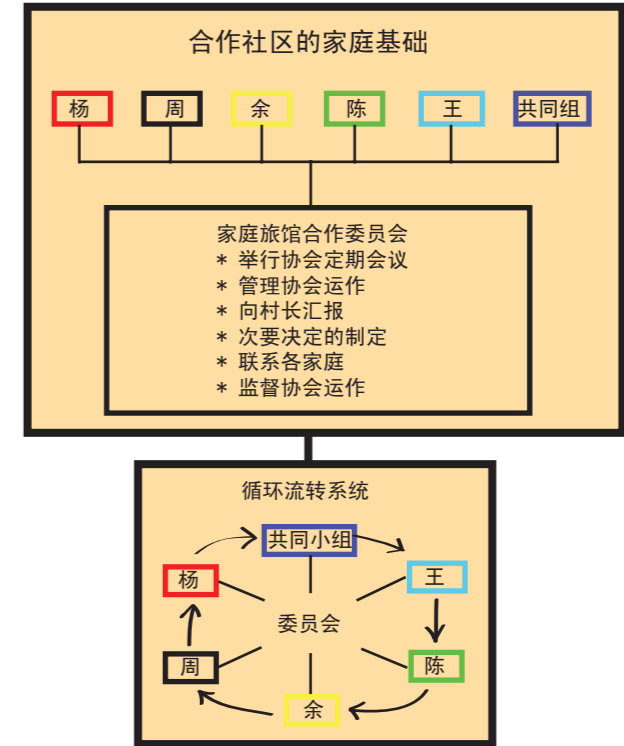 合作社区的家庭基础
杨 周 余 陈 王 共同组
家庭旅馆合作委员会
* 举行协会定期会议
* 管理协会运作
* 向村长汇报
* 次要决定的制定
* 联系各家庭
* 监督协会运作
循环流转系统
共同小组
杨 王
委员会
周 陈
余